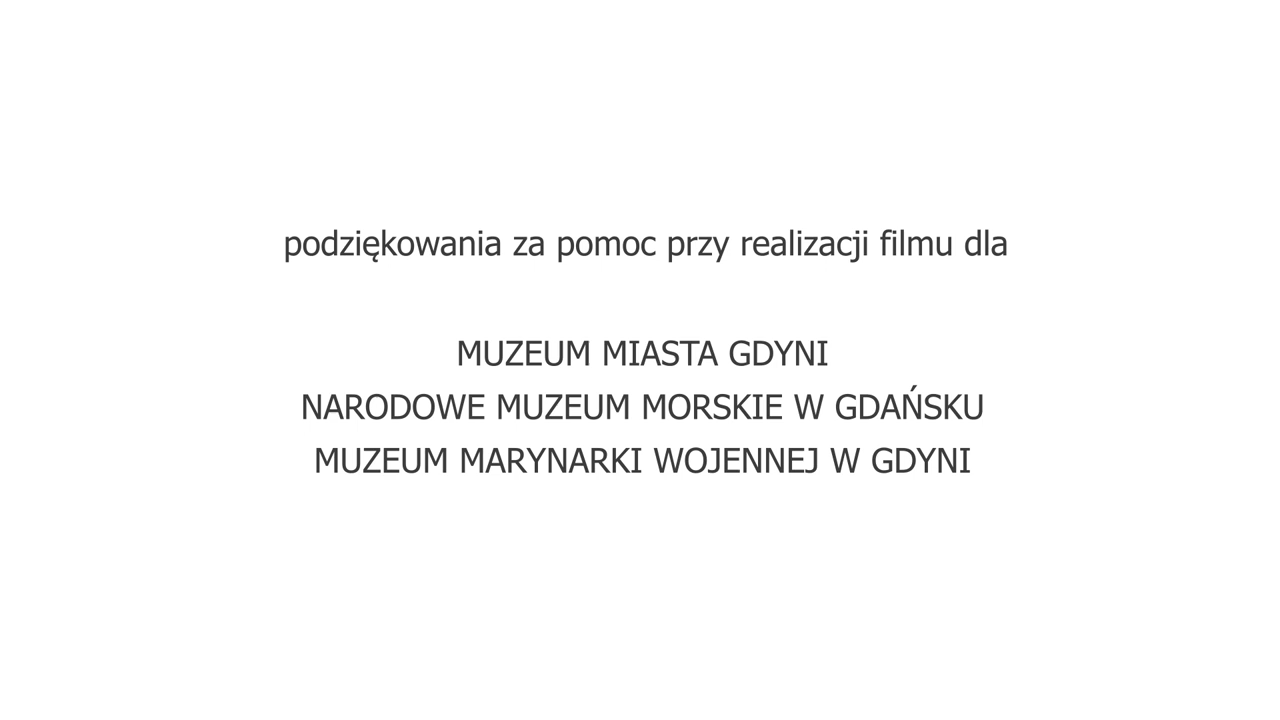 podziękowania za pomoc przy realizacji filmu dla
MUZEUM MIASTA GDYNI
NARODOWE MUZEUM MORSKIE W GDAŃSKU
MUZEUM MARYNARKI WOJENNEJ W GDYNI